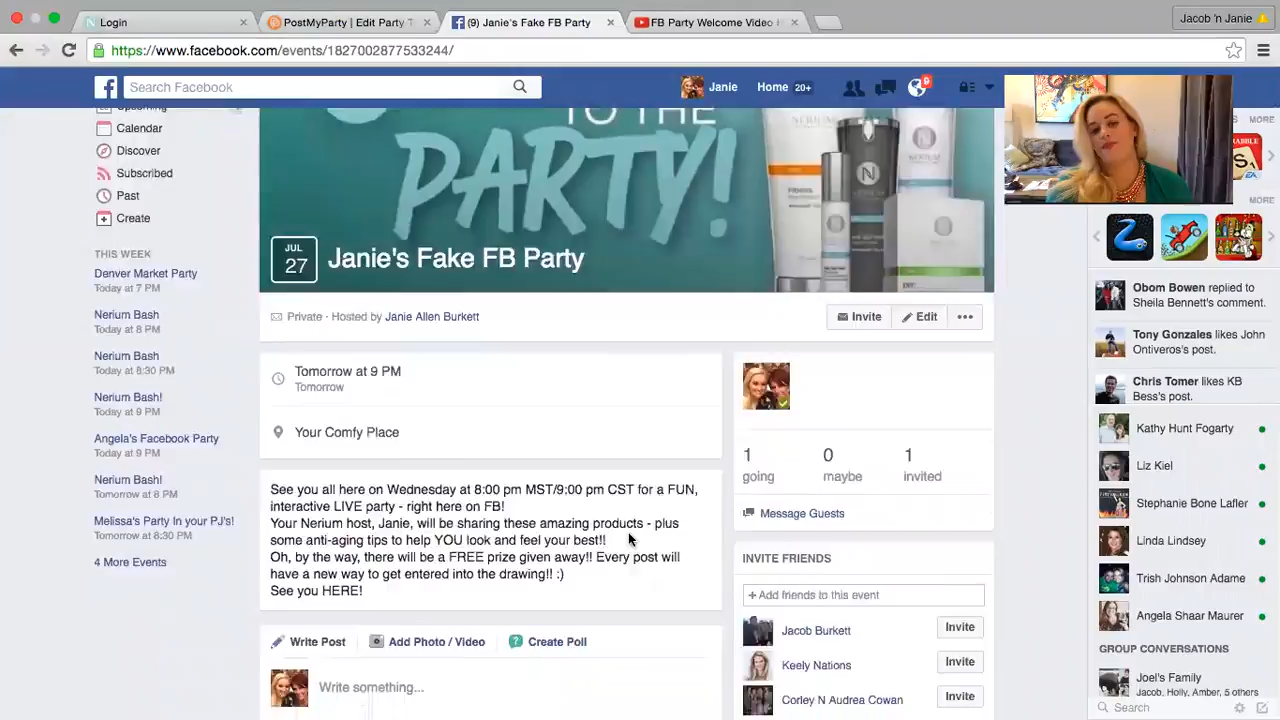 Login
PostMyParty | Edit Party T
(9) Janie's Fake FB Party
FB Party Welcome Video
Jacob 'n Janie
https://www.facebook.com/events/1827002877533244/
Search Facebook
Janie
Home 20+
9
Calendar
Discover
Subscribed
Past
Create
THIS WEEK
Denver Market Party
Today at 7 PM
Nerium Bash
Today at 8 PM
Nerium Bash
Today at 8:30 PM
Nerium Bash!
Today at 9 PM
Angela's Facebook Party
Today at 9 PM
Nerium Bash!
Tomorrow at 8 PM
Melissa's Party In your PJ's!
Tomorrow at 8:30 PM
4 More Events
TO THE
PARTY!
NERIUM
NERIUM
JUL
27
Janie's Fake FB Party
Private · Hosted by Janie Allen Burkett
Invite
Edit
Tomorrow at 9 PM
Tomorrow
Your Comfy Place
See you all here on Wednesday at 8:00 pm MST/9:00 pm CST for a FUN,
interactive LIVE party - right here on FB!
Your Nerium host, Janie, will be sharing these amazing products - plus
some anti-aging tips to help YOU look and feel your best!!
Oh, by the way, there will be a FREE prize given away!! Every post will
have a new way to get entered into the drawing!! :)
See you HERE!
Write Post
Add Photo / Video
Create Poll
Write something...
1
going
0
maybe
1
invited
Message Guests
INVITE FRIENDS
+ Add friends to this event
Jacob Burkett
Invite
Keely Nations
Invite
Corley N Audrea Cowan
Invite
MORE
MORE
Obom Bowen replied to
Sheila Bennett's comment.
Tony Gonzales likes John
Ontiveros's post.
Chris Tomer likes KB
Bess's post.
Kathy Hunt Fogarty
Liz Kiel
Stephanie Bone Lafler
Linda Lindsey
Trish Johnson Adame
Angela Shaar Maurer
GROUP CONVERSATIONS
Joel's Family
Jacob, Holly, Amber, 5 others
Search